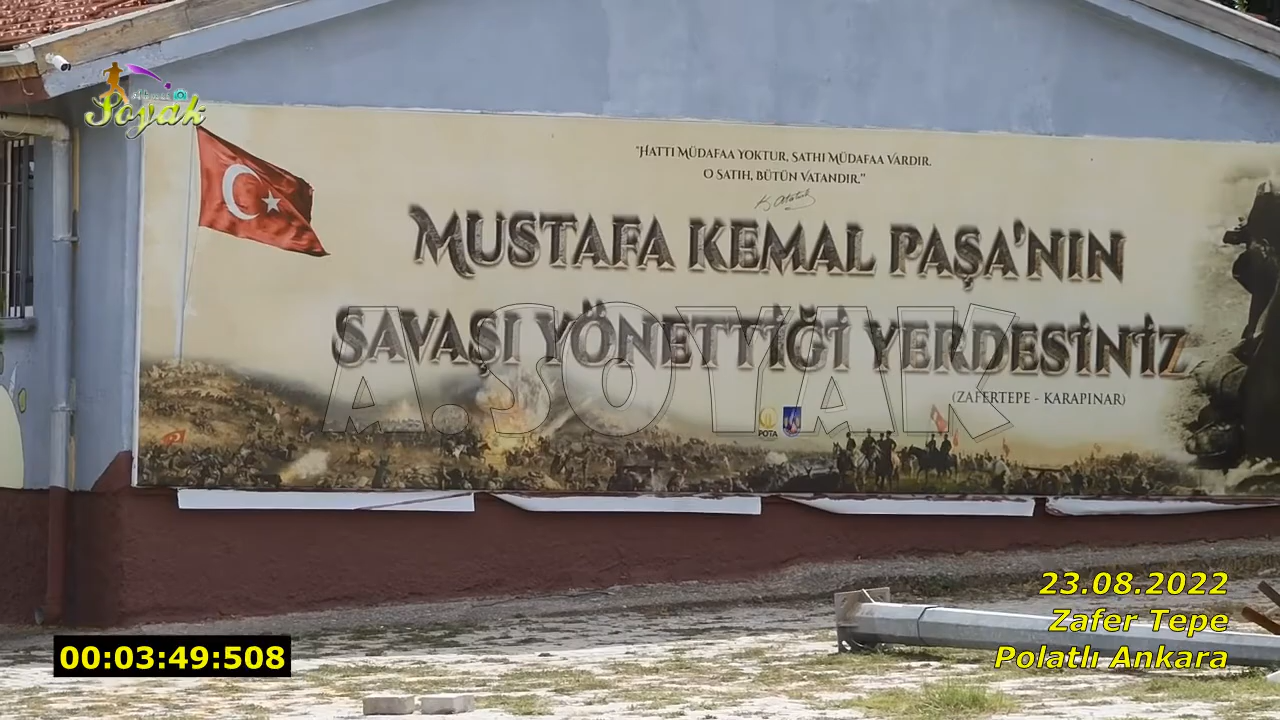 Soyak
"HATTI MÜDAFAA YOKTUR, SATHI MÜDAFAA VARDIR.
O SATIH, BÜTÜN VATANDIR."
K. Atatürk
MUSTAFA KEMAL PAŞA'NIN
SAVAŞI YÖNETTİĞİ YERDESİNİZ
A.SOYAK
(ZAFERTEPE - KARAPINAR)
POTA
23.08.2022
Zafer Tepe
Polatlı Ankara
00:03:49:508